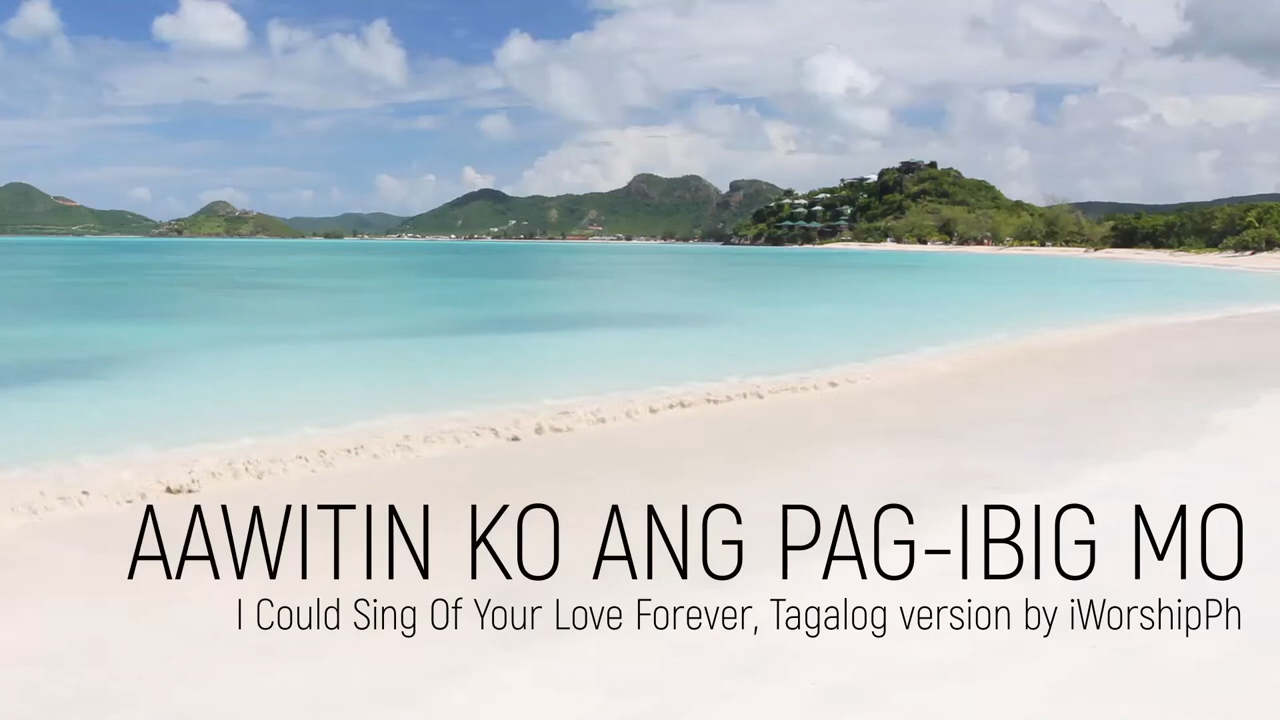 AAWITIN KO ANG PAG-IBIG MO
I Could Sing Of Your Love Forever, Tagalog version by iWorshipPh